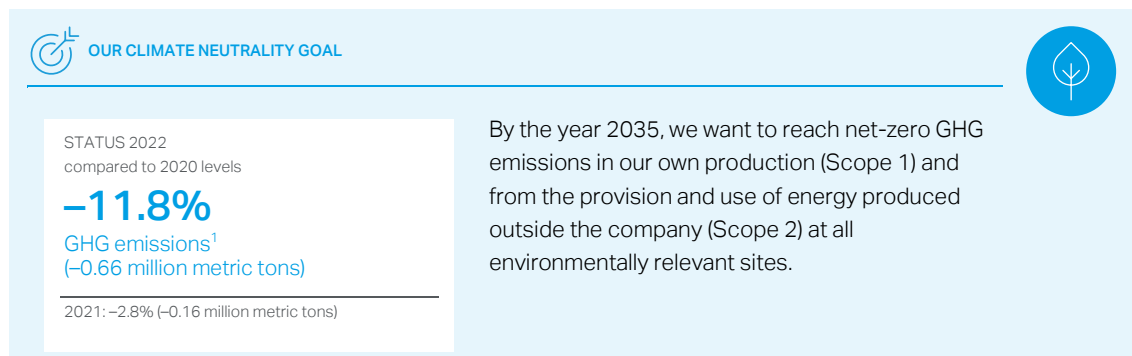 OUR CLIMATE NEUTRALITY GOAL
STATUS 2022
compared to 2020 levels
–11.8%
GHG emissions¹
(–0.66 million metric tons)
2021: –2.8% (–0.16 million metric tons)
By the year 2035, we want to reach net-zero GHG
emissions in our own production (Scope 1) and
from the provision and use of energy produced
outside the company (Scope 2) at all
environmentally relevant sites.